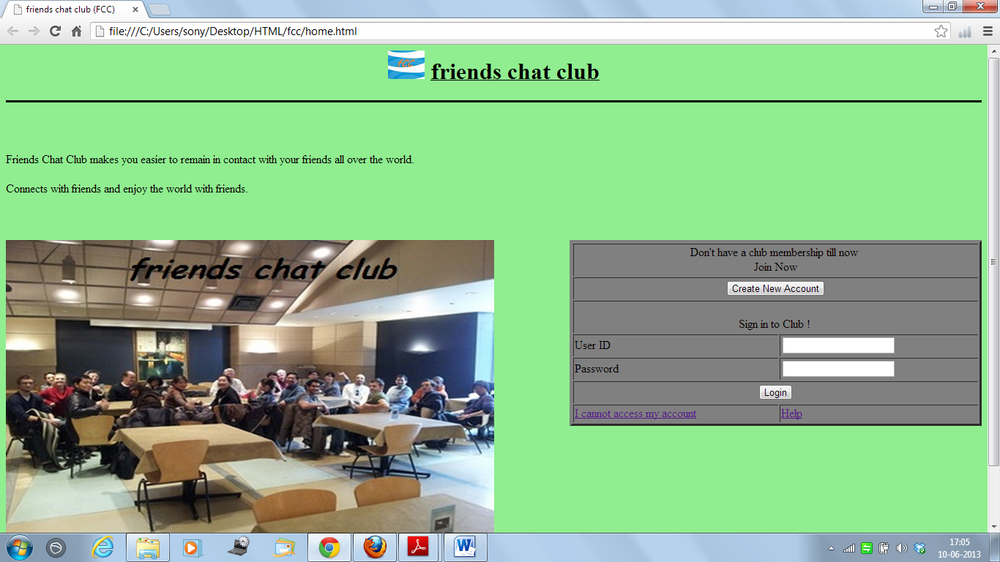 friends chat club (FCC)
file:///C:/Users/sony/Desktop/HTML/fcc/home.html
FCC
friends chat club
Friends Chat Club makes you easier to remain in contact with your friends all over the world.
Connects with friends and enjoy the world with friends.
friends chat club
Don't have a club membership till now
Join Now
Create New Account
Sign in to Club !
User ID
Password
Login
I cannot access my account
Help
17:05
10-06-2013